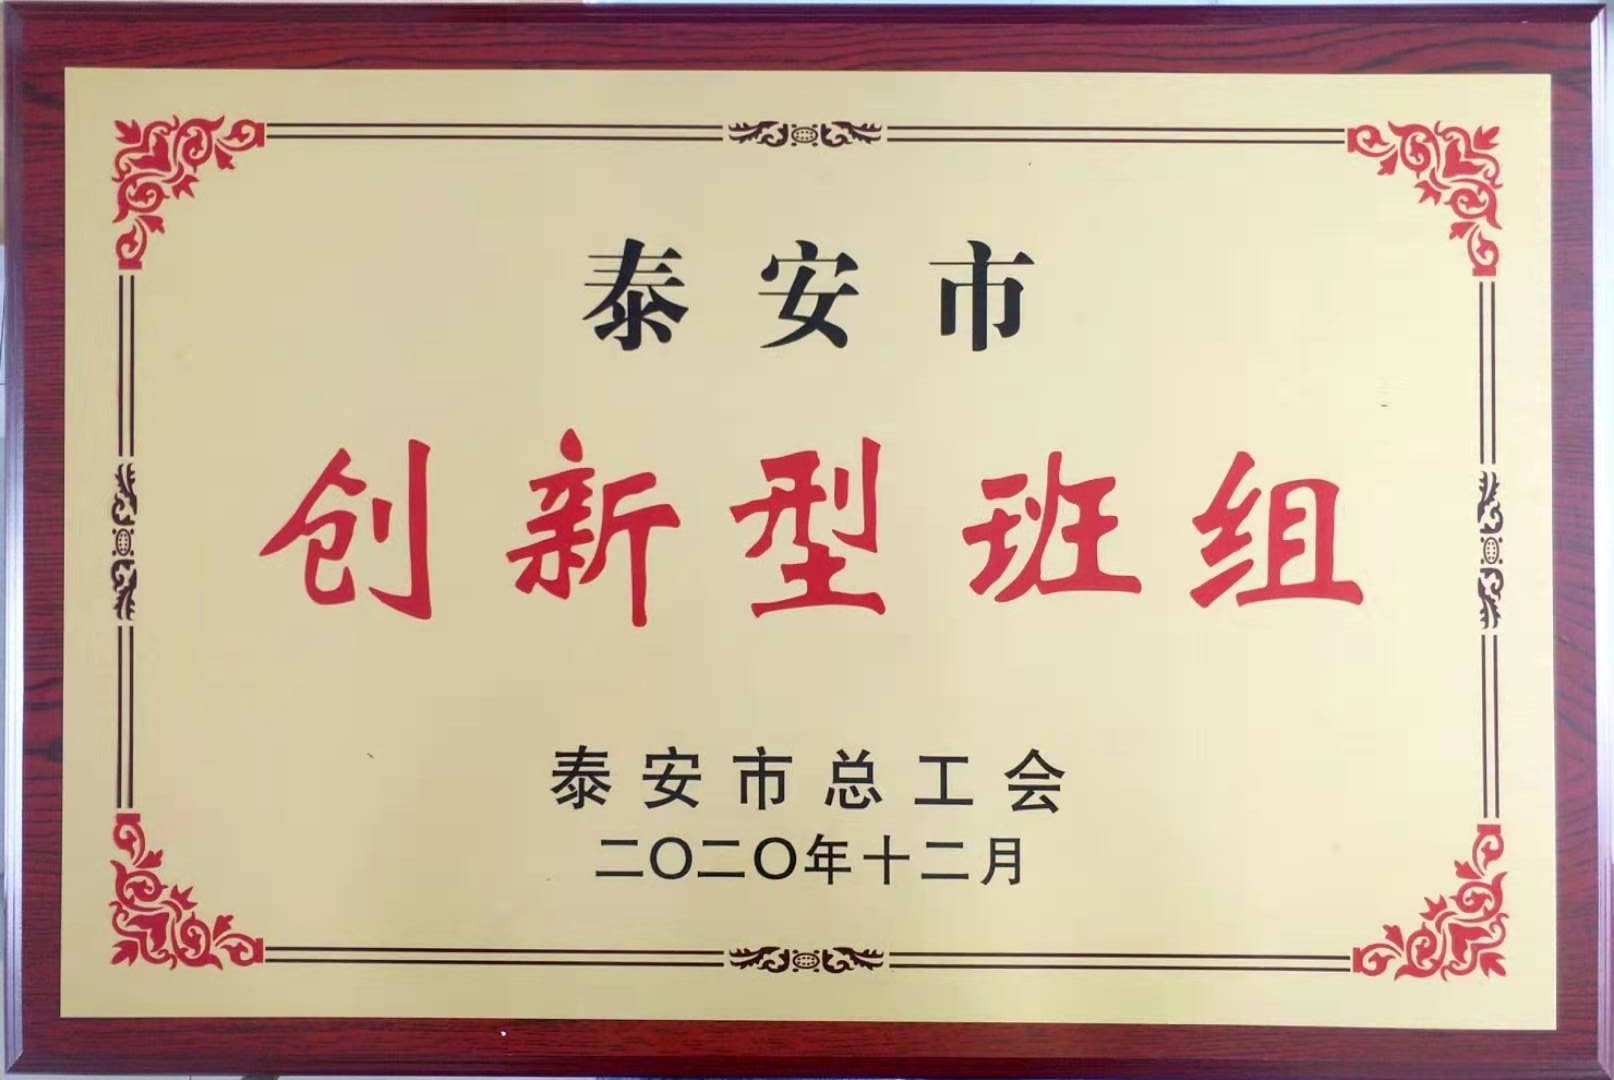 泰安市
创新型班组
泰安市总工会
二〇二〇年十二月